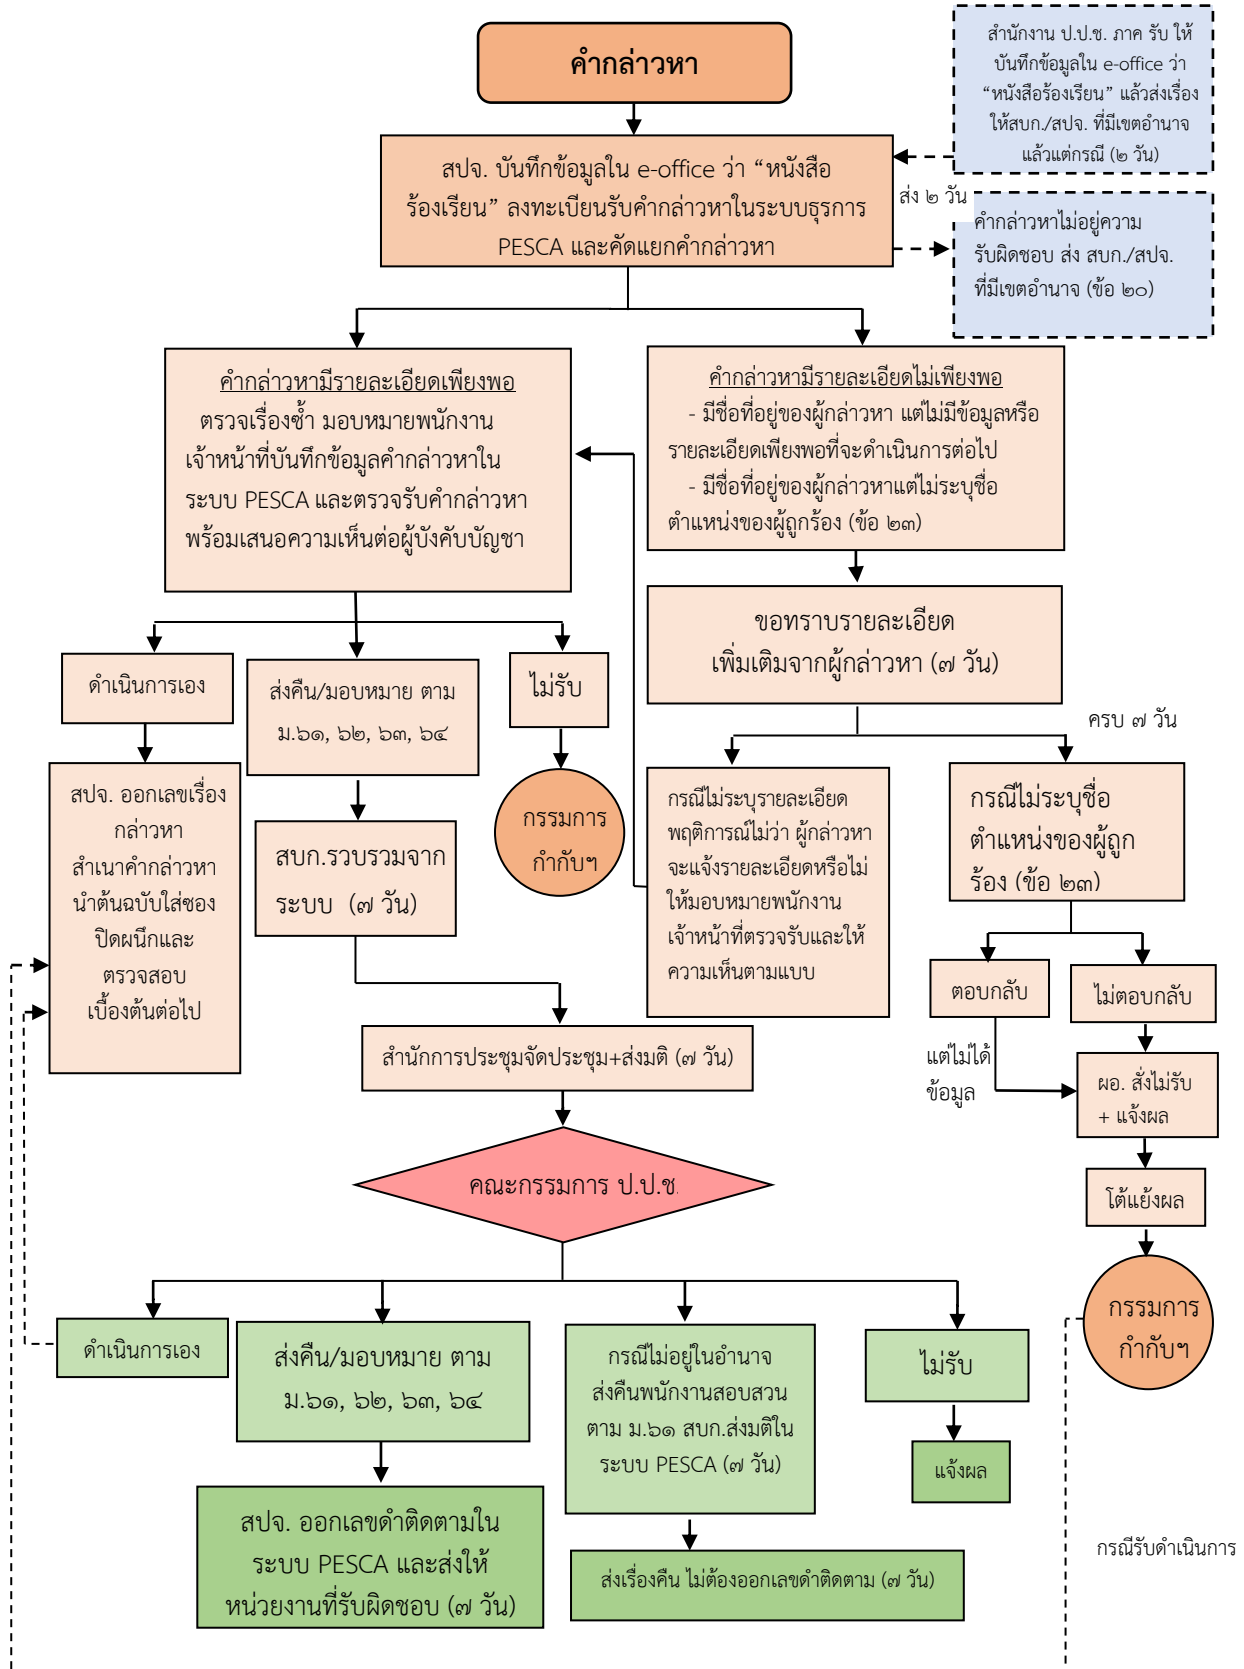 คำกล่าวหา
สำนักงาน ป.ป.ช. ภาค รับ ให้
บันทึกข้อมูลใน e-office ว่า
“หนังสือร้องเรียน” แล้วส่งเรื่อง
ให้สบก./สปจ. ที่มีเขตอำนาจ
แล้วแต่กรณี (๒ วัน)
สปจ. บันทึกข้อมูลใน e-office ว่า “หนังสือ
ร้องเรียน” ลงทะเบียนรับคำกล่าวหาในระบบธุรการ
PESCA และคัดแยกคำกล่าวหา
ส่ง ๒ วัน
คำกล่าวหาไม่อยู่ความ
รับผิดชอบ ส่ง สบก./สปจ.
ที่มีเขตอำนาจ (ข้อ ๒๐)
คำกล่าวหามีรายละเอียดเพียงพอ
ตรวจเรื่องซ้ำ มอบหมายพนักงาน
เจ้าหน้าที่บันทึกข้อมูลคำกล่าวหาใน
ระบบ PESCA และตรวจรับคำกล่าวหา
พร้อมเสนอความเห็นต่อผู้บังคับบัญชา
คำกล่าวหามีรายละเอียดไม่เพียงพอ
- มีชื่อที่อยู่ของผู้กล่าวหา แต่ไม่มีข้อมูลหรือ
รายละเอียดเพียงพอที่จะดำเนินการต่อไป
- มีชื่อที่อยู่ของผู้กล่าวหาแต่ไม่ระบุชื่อ
ตำแหน่งของผู้ถูกร้อง (ข้อ ๒๓)
ขอทราบรายละเอียด
เพิ่มเติมจากผู้กล่าวหา (๗ วัน)
ดำเนินการเอง
ส่งคืน/มอบหมาย ตาม
ม.๖๑, ๖๒, ๖๓, ๖๔
ไม่รับ
ครบ ๗ วัน
สปจ. ออกเลขเรื่อง
กล่าวหา
สำเนาคำกล่าวหา
นำต้นฉบับใส่ซอง
ปิดผนึกและ
ตรวจสอบ
เบื้องต้นต่อไป
สบก.รวบรวมจาก
ระบบ (๗ วัน)
กรรมการ
กำกับฯ
กรณีไม่ระบุรายละเอียด
พฤติการณ์ไม่ว่า ผู้กล่าวหา
จะแจ้งรายละเอียดหรือไม่
ให้มอบหมายพนักงาน
เจ้าหน้าที่ตรวจรับและให้
ความเห็นตามแบบ
กรณีไม่ระบุชื่อ
ตำแหน่งของผู้ถูก
ร้อง (ข้อ ๒๓)
ตอบกลับ
ไม่ตอบกลับ
สำนักการประชุมจัดประชุม+ส่งมติ (๗ วัน)
แต่ไม่ได้
ข้อมูล
ผอ. สั่งไม่รับ
+ แจ้งผล
คณะกรรมการ ป.ป.ช.
โต้แย้งผล
กรรมการ
กำกับฯ
ดำเนินการเอง
ส่งคืน/มอบหมาย ตาม
ม.๖๑, ๖๒, ๖๓, ๖๔
กรณีไม่อยู่ในอำนาจ
ส่งคืนพนักงานสอบสวน
ตาม ม.๖๑ สบก.ส่งมติใน
ระบบ PESCA (๗ วัน)
ไม่รับ
แจ้งผล
สปจ. ออกเลขดำติดตามใน
ระบบ PESCA และส่งให้
หน่วยงานที่รับผิดชอบ (๗ วัน)
ส่งเรื่องคืน ไม่ต้องออกเลขดำติดตาม (๗ วัน)
กรณีรับดำเนินการ